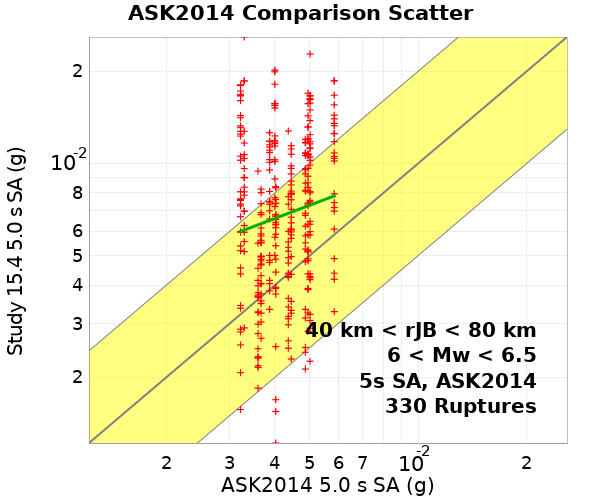 ASK2014 Comparison Scatter
Study 15.4 5.0 s SA (g)
2
10-2
8
6
5
4
3
2
40 km < rJB < 80 km
6 < Mw < 6.5
5s SA, ASK2014
330 Ruptures
2 3 4 5 6 7 10-2 2
ASK2014 5.0 s SA (g)